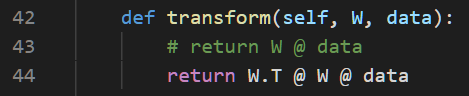 42 def transform(self, W, data):
43 # return W @ data
44 return W.T @ W @ data